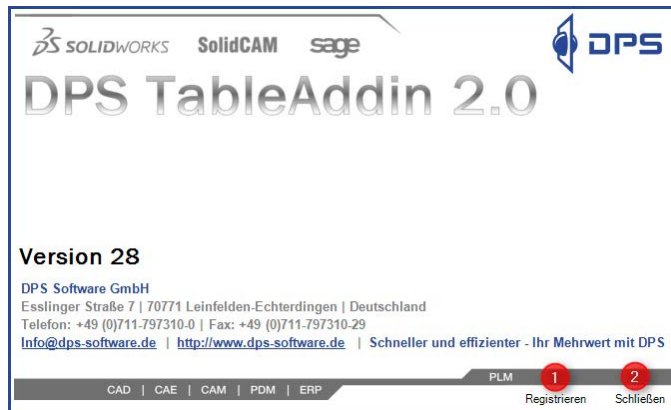 3S SOLIDWORKS SolidCAM sage DPS
DPS TableAddin 2.0
Version 28
DPS Software GmbH
Esslinger Straße 7 | 70771 Leinfelden-Echterdingen | Deutschland
Telefon: +49 (0)711-797310-0 | Fax: +49 (0)711-797310-29
Info@dps-software.de | http://www.dps-software.de | Schneller und effizienter - Ihr Mehrwert mit DPS
CAD | CAE | CAM | PDM | ERP
PLM 1 2
Registrieren Schließen